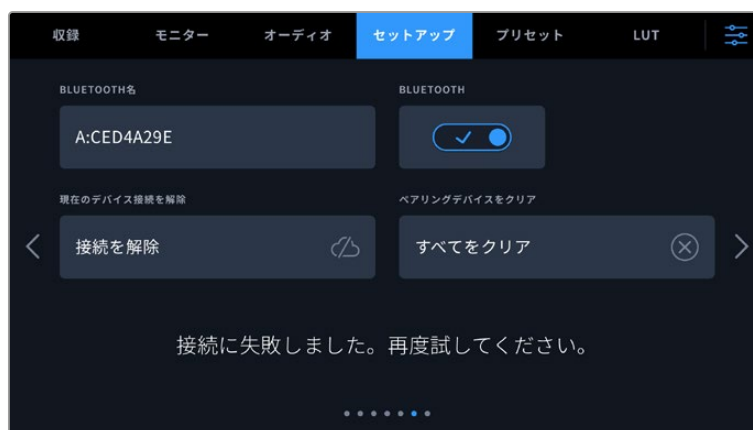 収録 モニター オーディオ セットアップ プリセット LUT
BLUETOOTH名 BLUETOOTH
A:CED4A29E
現在のデバイス接続を解除 ペアリングデバイスをクリア
接続を解除 すべてをクリア
接続に失敗しました。再度試してください。